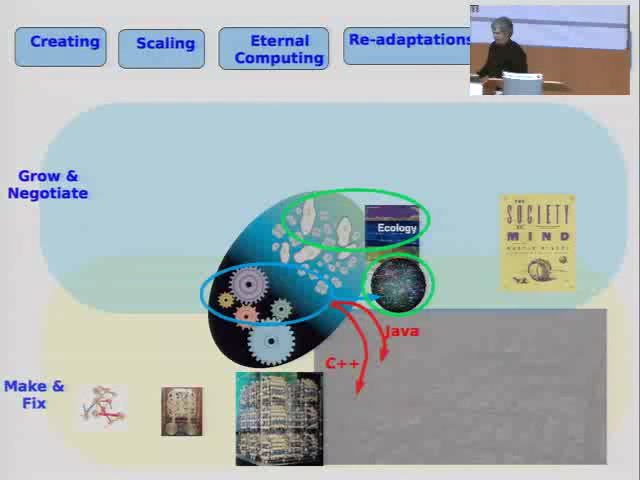 Creating
Scaling
Eternal
Computing
Re-adaptations
Grow &
Negotiate
Ecology
THE
SOCIETY
OF
MIND
MARVIN MINSKY
Java
C++
Make &
Fix